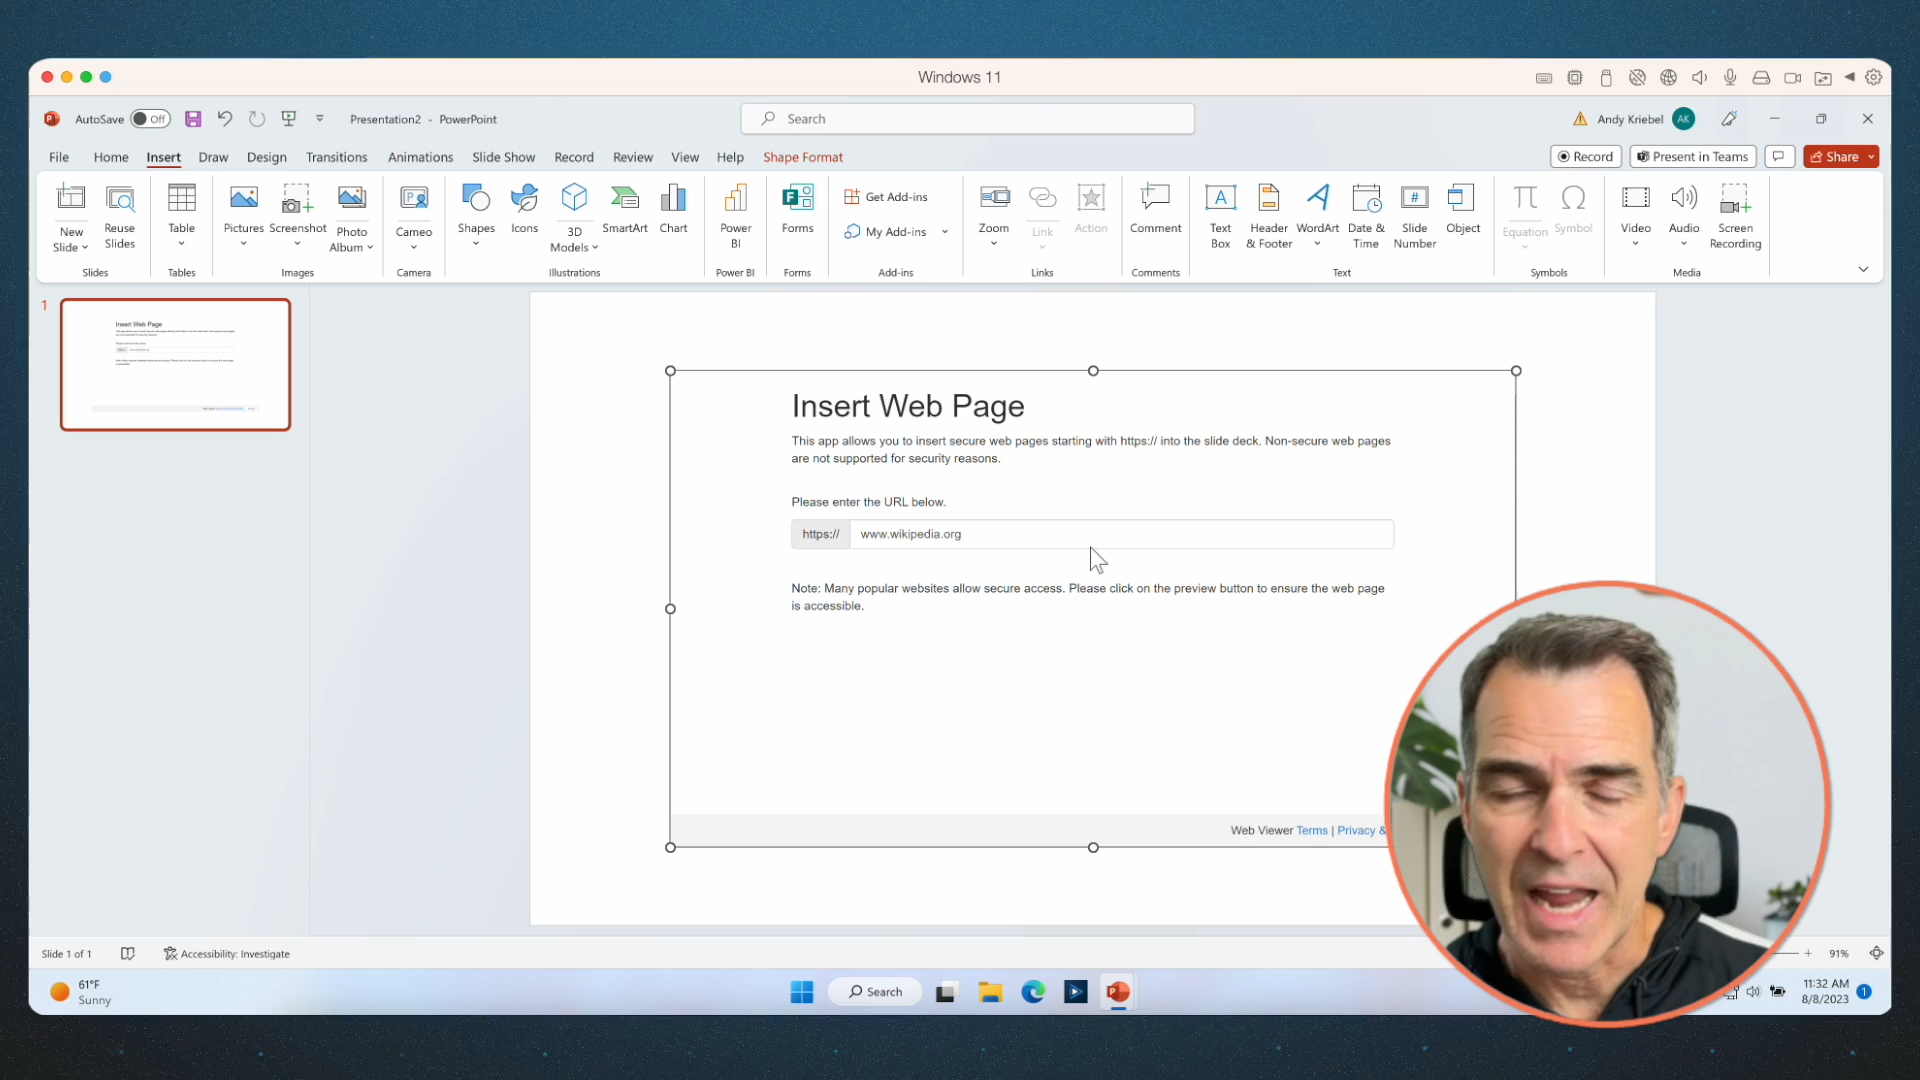 Windows 11
AutoSave Off Presentation2 - PowerPoint Search Andy Kriebel AK
File Home Insert Draw Design Transitions Animations Slide Show Record Review View Help Shape Format Record Present in Teams Share
New Slide
Reuse Slides
Slides
Table
Tables
Pictures
Screenshot
Photo Album
Images
Cameo
Camera
Shapes
Icons
3D Models
SmartArt
Chart
Illustrations
Power BI
Power BI
Forms
Forms
Get Add-ins
My Add-ins
Add-ins
Zoom
Link
Action
Links
Comment
Comments
Text Box
Header & Footer
WordArt
Date & Time
Slide Number
Object
Text
Equation
Symbol
Symbols
Video
Audio
Screen Recording
Media
1
Insert Web Page
Insert Web Page
This app allows you to insert secure web pages starting with https:// into the slide deck. Non-secure web pages
are not supported for security reasons.
Please enter the URL below.
https:// www.wikipedia.org
Note: Many popular websites allow secure access. Please click on the preview button to ensure the web page
is accessible.
Web Viewer Terms | Privacy &
Slide 1 of 1 Accessibility: Investigate 91%
61°F
Sunny
Search
11:32 AM
8/8/2023
1